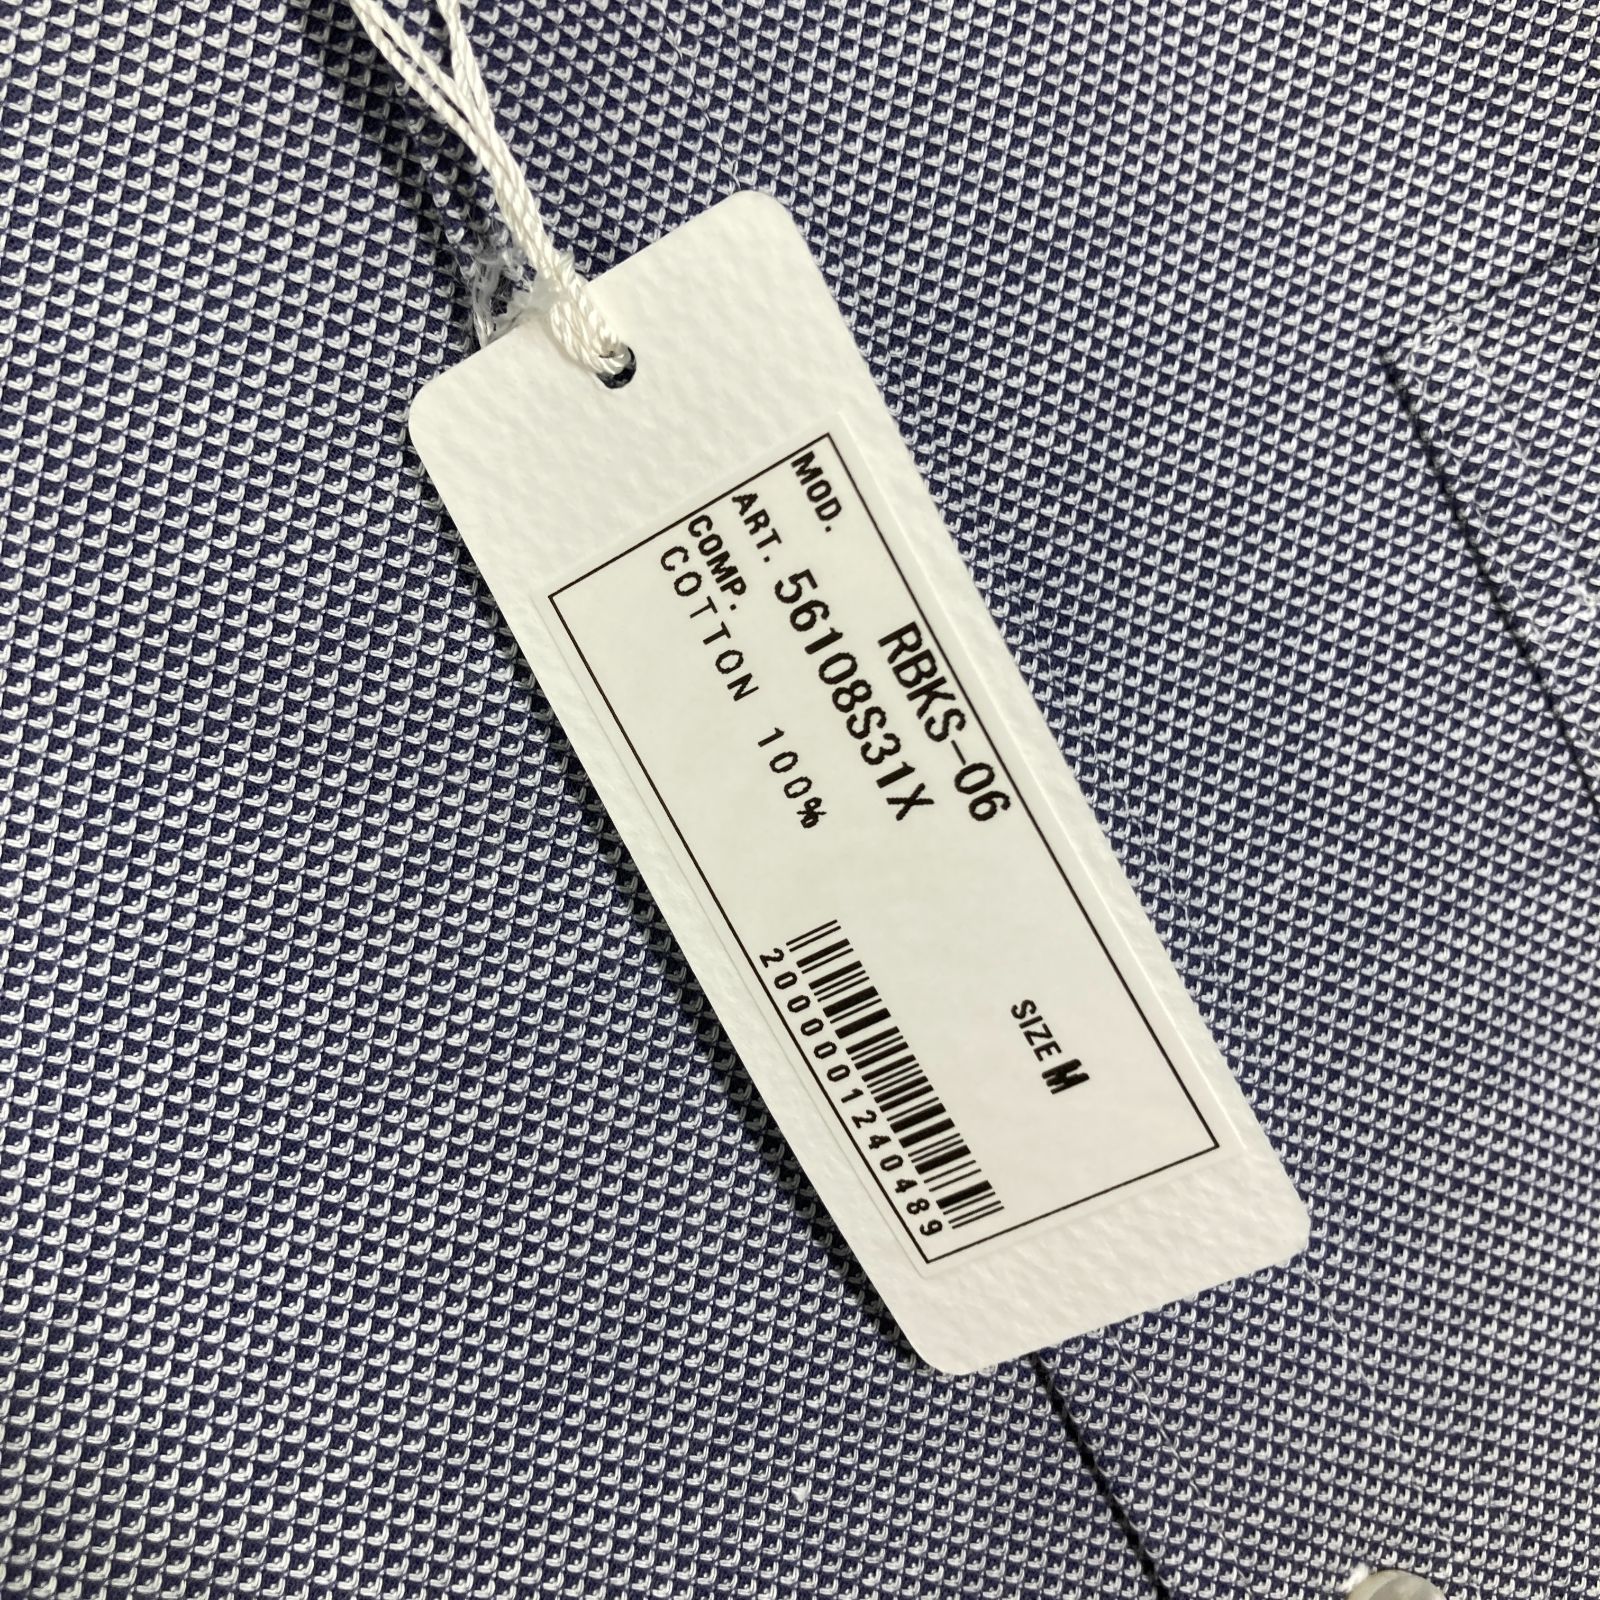 MOD. RBKS-06
ART. 56108S31X
COMP.
COTTON 100%
SIZE M
2000001240489